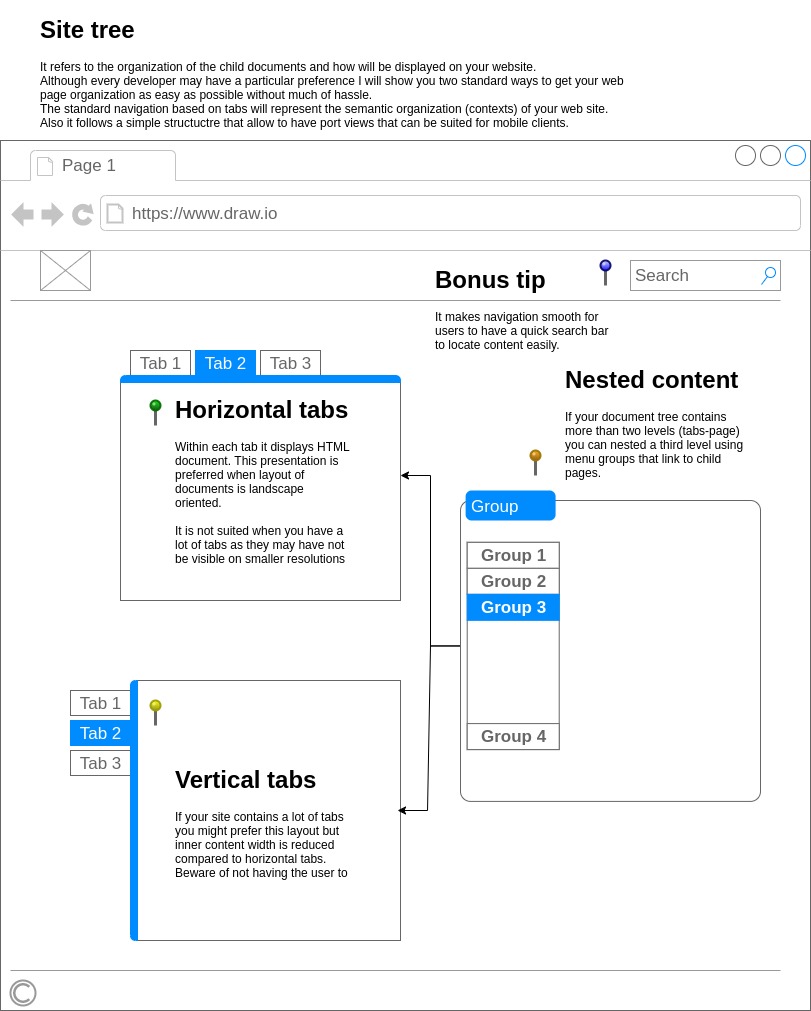 Site tree
It refers to the organization of the child documents and how will be displayed on your website.
Although every developer may have a particular preference I will show you two standard ways to get your web
page organization as easy as possible without much of hassle.
The standard navigation based on tabs will represent the semantic organization (contexts) of your web site.
Also it follows a simple structuctre that allow to have port views that can be suited for mobile clients.
Page 1
https://www.draw.io
Bonus tip
Search
It makes navigation smooth for
users to have a quick search bar
to locate content easily.
Tab 1
Tab 2
Tab 3
Horizontal tabs
Within each tab it displays HTML
document. This presentation is
preferred when layout of
documents is landscape
oriented.
It is not suited when you have a
lot of tabs as they may have not
be visible on smaller resolutions
Nested content
If your document tree contains
more than two levels (tabs-page)
you can nested a third level using
menu groups that link to child
pages.
Group
Group 1
Group 2
Group 3
Group 4
Tab 1
Tab 2
Tab 3
Vertical tabs
If your site contains a lot of tabs
you might prefer this layout but
inner content width is reduced
compared to horizontal tabs.
Beware of not having the user to
©